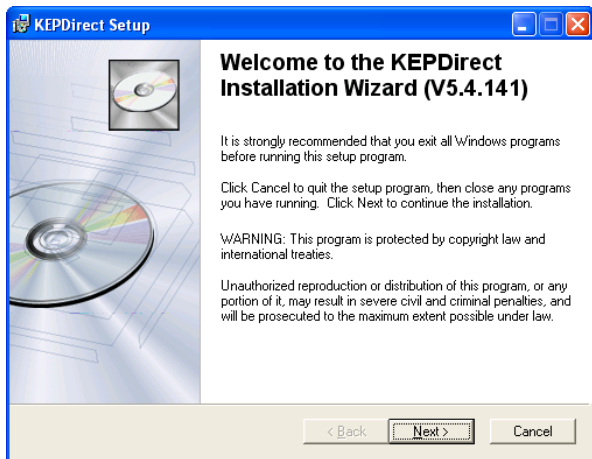 KEPDirect Setup
Welcome to the KEPDirect
Installation Wizard (V5.4.141)
It is strongly recommended that you exit all Windows programs
before running this setup program.
Click Cancel to quit the setup program, then close any programs
you have running.  Click Next to continue the installation.
WARNING: This program is protected by copyright law and
international treaties.
Unauthorized reproduction or distribution of this program, or any
portion of it, may result in severe civil and criminal penalties, and
will be prosecuted to the maximum extent possible under law.
< Back Next > Cancel